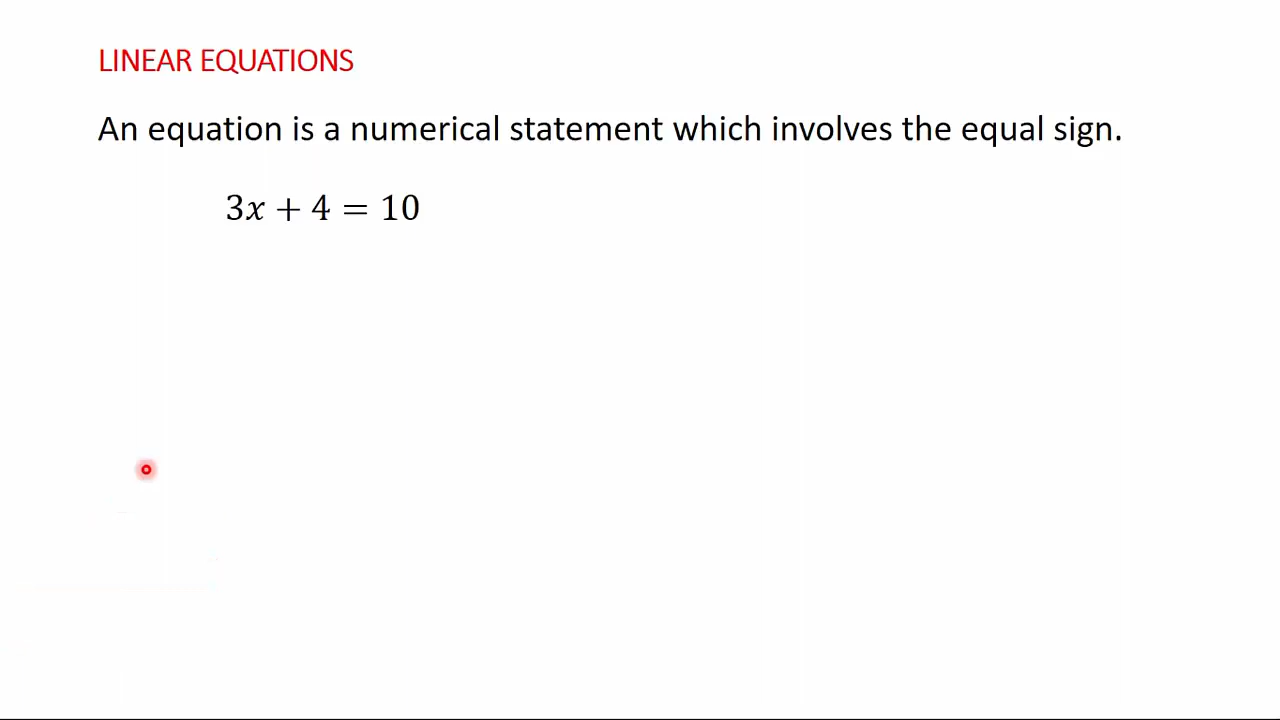 LINEAR EQUATIONS
An equation is a numerical statement which involves the equal sign.
3𝑥 + 4 = 10